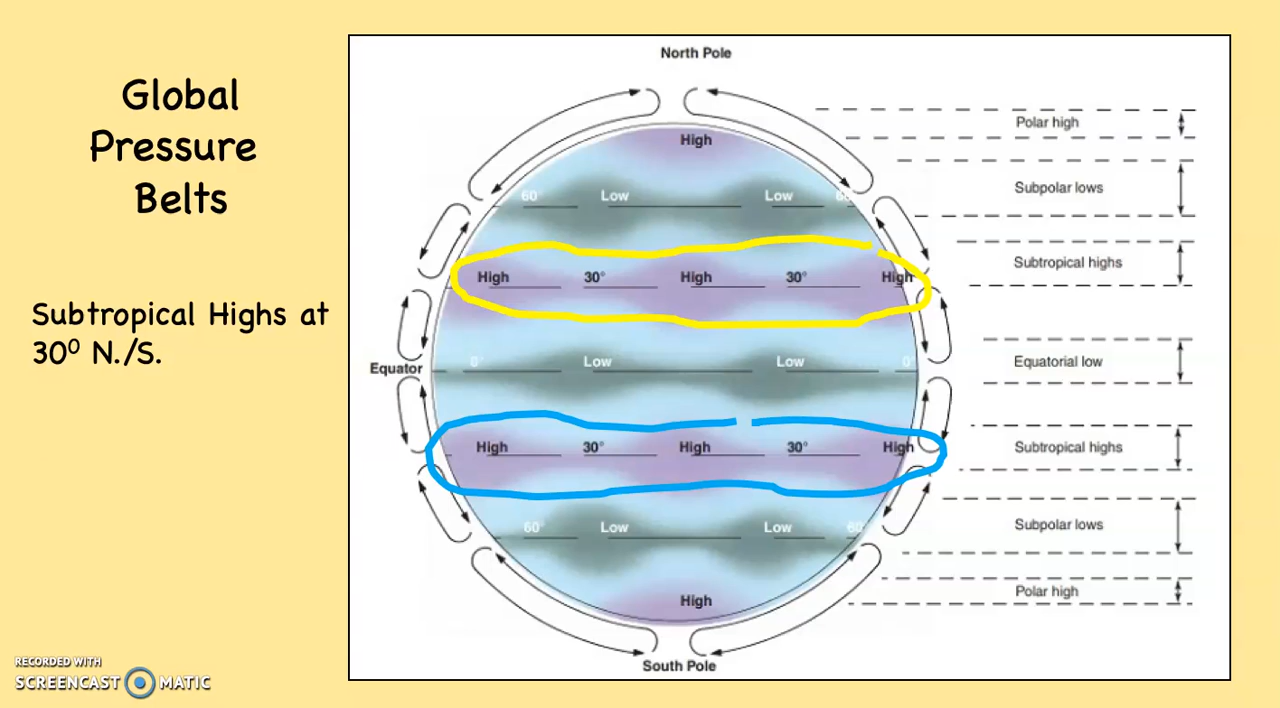 Global
Pressure
Belts
Subtropical Highs at
30⁰ N./S.
North Pole
High
Polar high
60° Low Low 60
Subpolar lows
High 30° High 30° High
Subtropical highs
0° Low Low 0°
Equator
Equatorial low
High 30° High 30° High
Subtropical highs
60° Low Low 60
Subpolar lows
High
Polar high
South Pole
RECORDED WITH
SCREENCAST MATIC